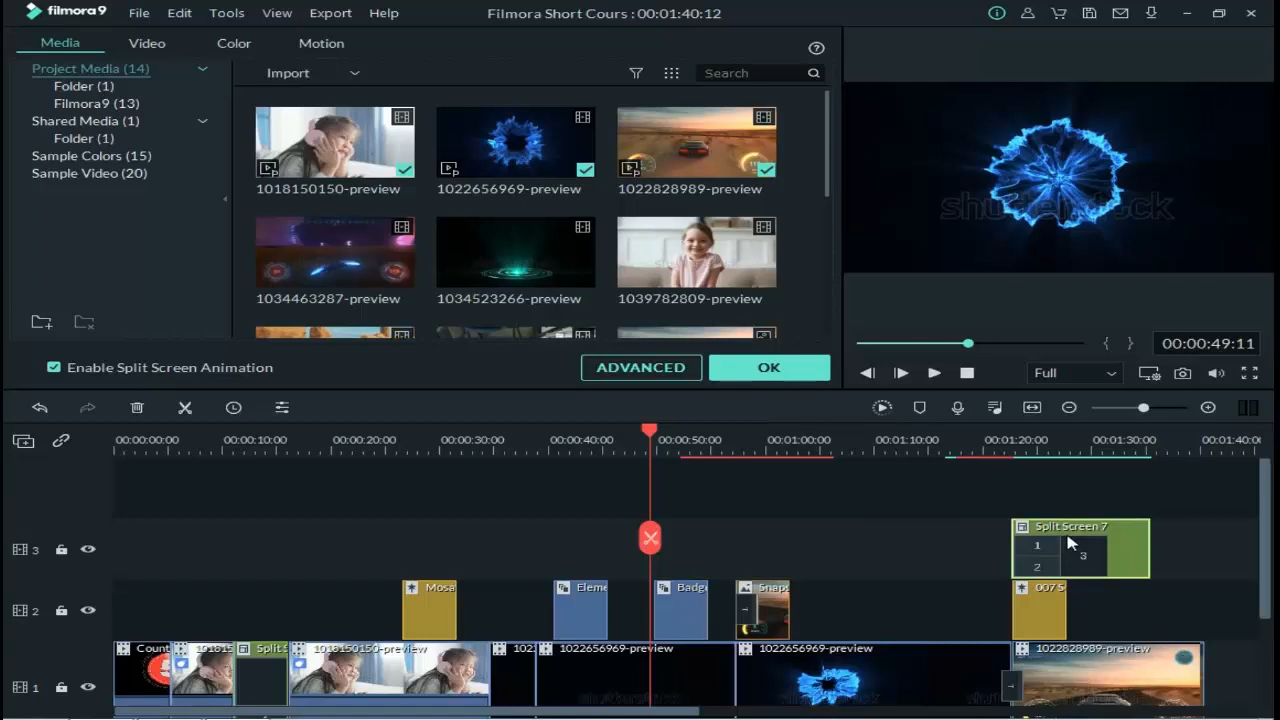 filmora9 File Edit Tools View Export Help Filmora Short Cours : 00:01:40:12
Media Video Color Motion
Project Media (14)
Folder (1)
Filmora9 (13)
Shared Media (1)
Folder (1)
Sample Colors (15)
Sample Video (20)
Import Search
1018150150-preview 1022656969-preview 1022828989-preview
1034463287-preview 1034523266-preview 1039782809-preview
shutterstock
Enable Split Screen Animation ADVANCED OK
00:00:49:11
Full
00:00:00:00 00:00:10:00 00:00:20:00 00:00:30:00 00:00:40:00 00:00:50:00 00:01:00:00 00:01:10:00 00:01:20:00 00:01:30:00 00:01:40:0
Split Screen 7
1
2
3
3
Mosa Eleme Badg Snaps 007 S
2
Count 101815 Split S 1018150150-preview 1022 1022656969-preview 1022656969-preview 1022828989-preview
1